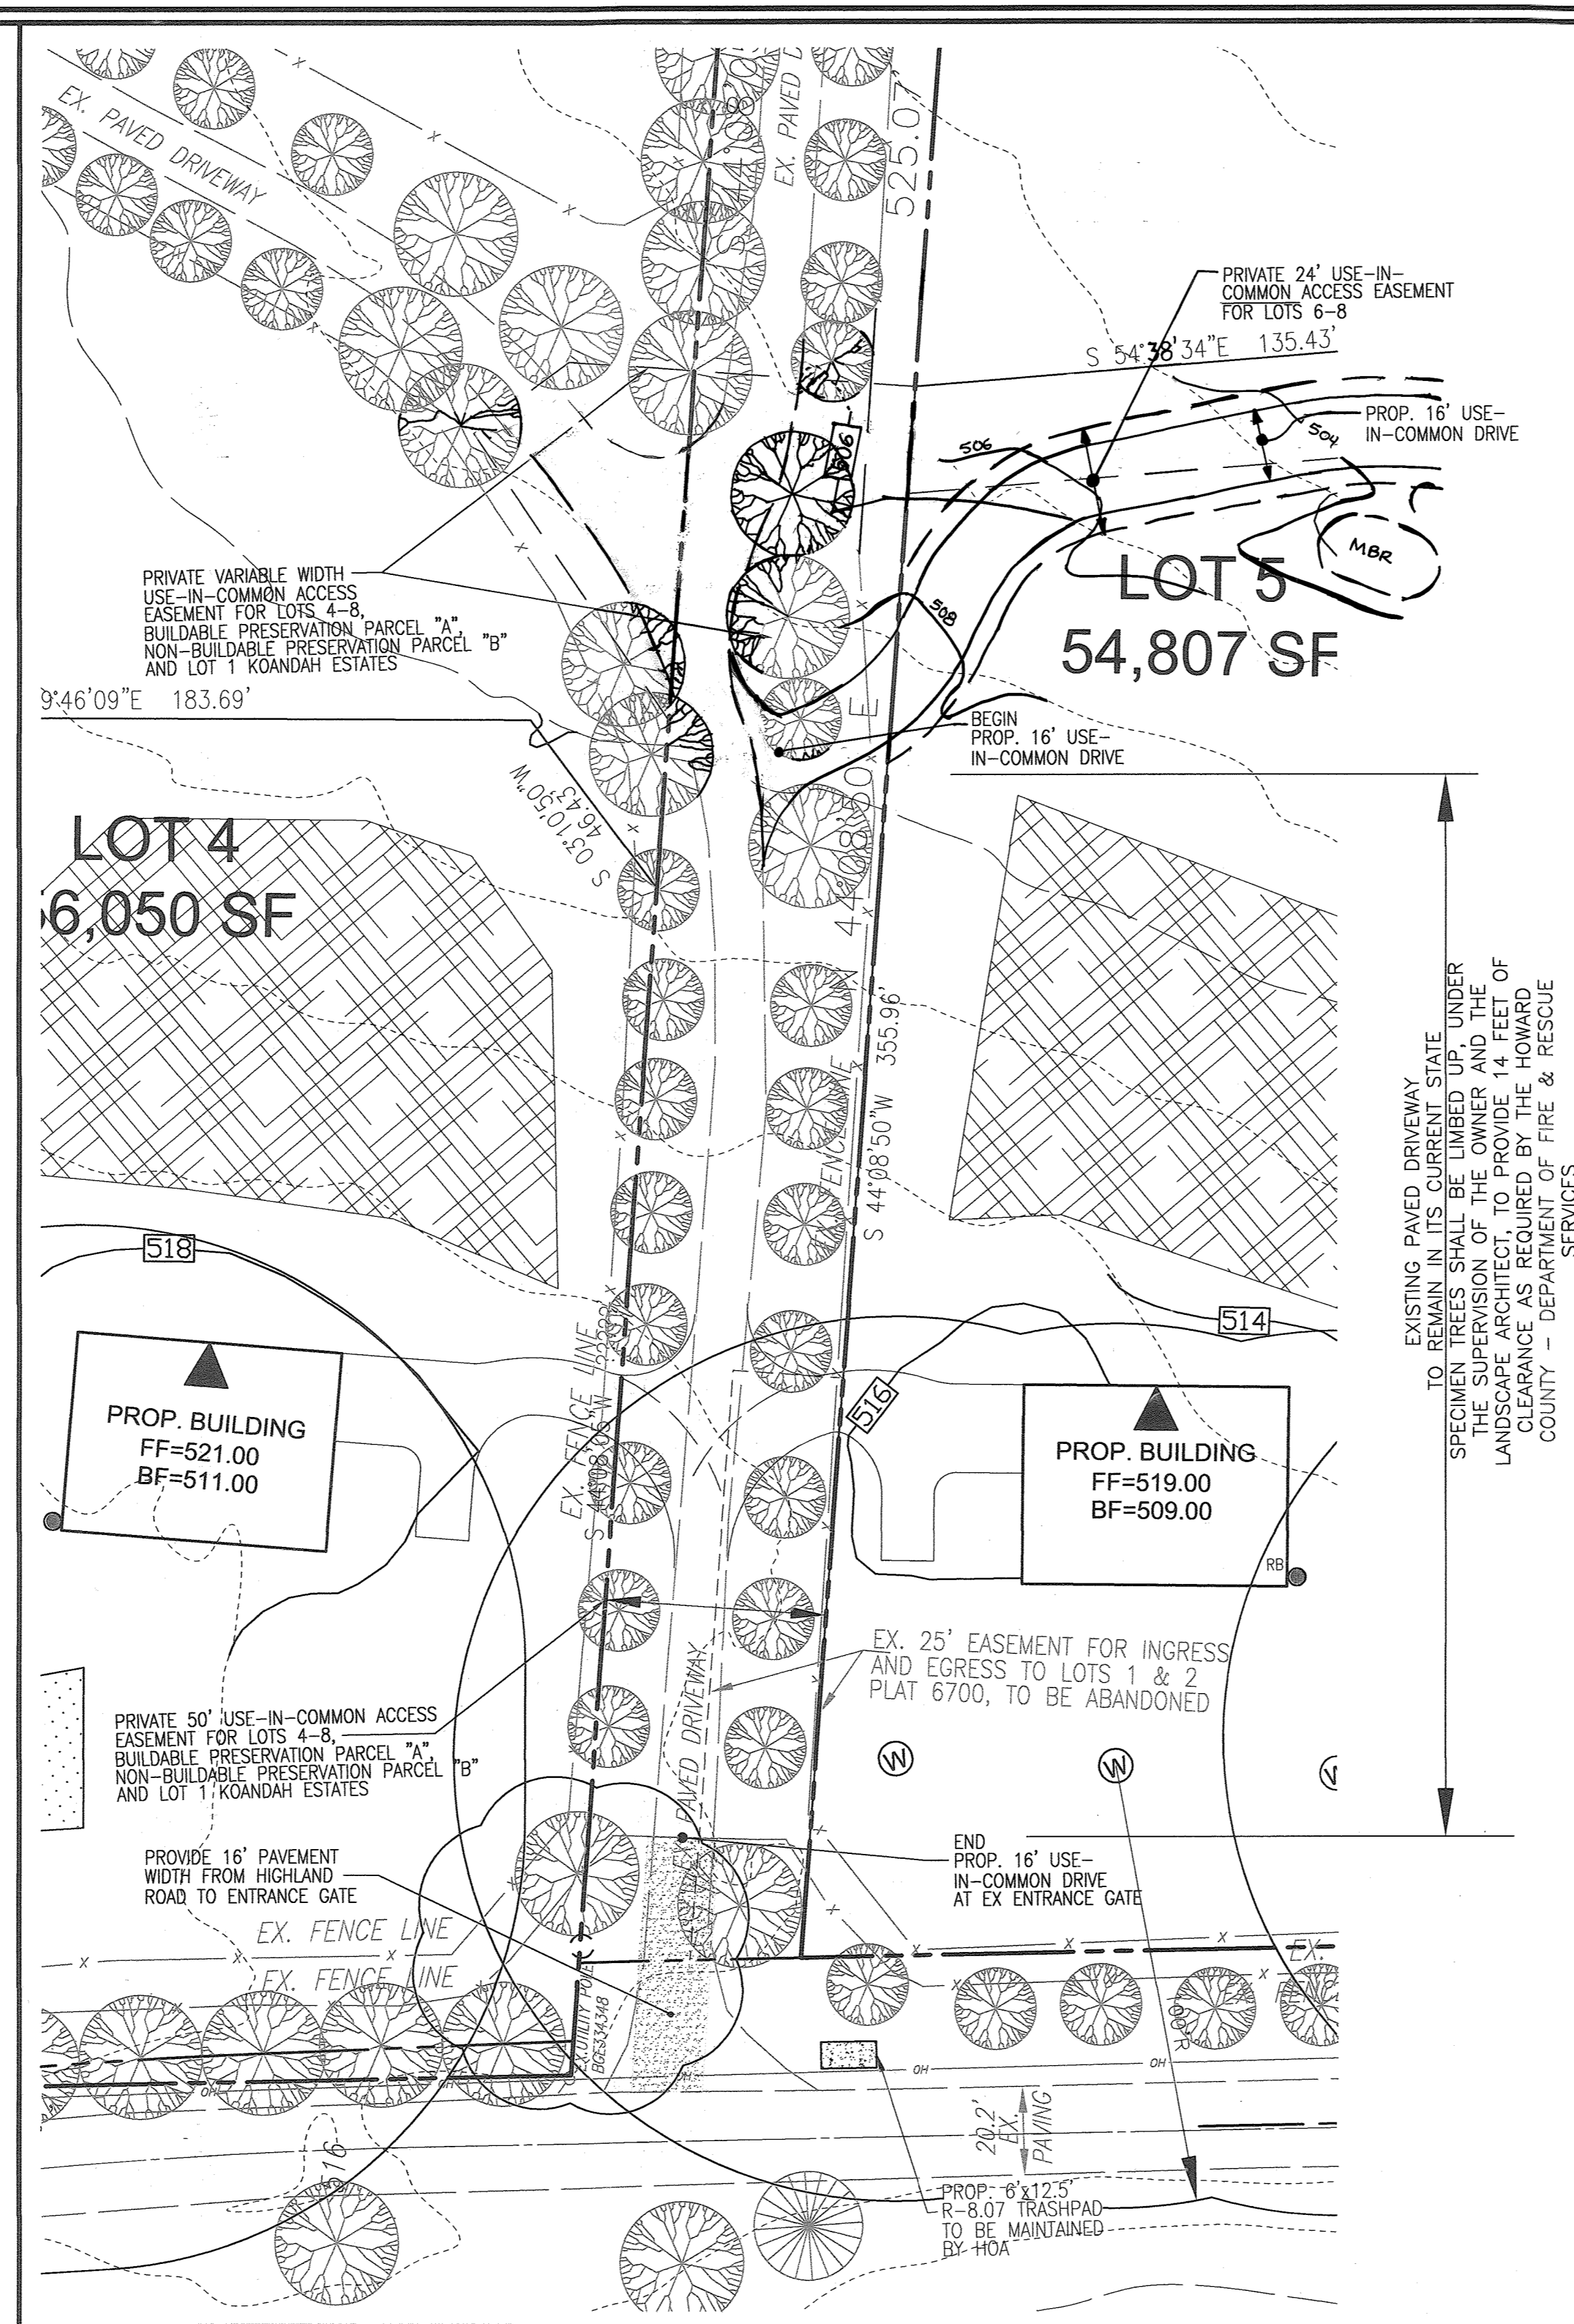 EX. PAVED DRIVEWAY
EX. PAVED
525.07'
PRIVATE 24' USE-IN-
COMMON ACCESS EASEMENT
FOR LOTS 6-8
S 54°38'34"E 135.43'
PROP. 16' USE-
IN-COMMON DRIVE
506
504
506
MBR
LOT 5
54,807 SF
508
PRIVATE VARIABLE WIDTH
USE-IN-COMMON ACCESS
EASEMENT FOR LOTS 4-8,
BUILDABLE PRESERVATION PARCEL "A",
NON-BUILDABLE PRESERVATION PARCEL "B"
AND LOT 1 KOANDAH ESTATES
9°46'09"E 183.69'
BEGIN
PROP. 16' USE-
IN-COMMON DRIVE
S 03°10'50"W
46.43'
LOT 4
6,050 SF
S 44°08'50"W 355.96'
EX. FENCE LINE
EXISTING PAVED DRIVEWAY
TO REMAIN IN ITS CURRENT STATE
SPECIMEN TREES SHALL BE LIMBED UP, UNDER
THE SUPERVISION OF THE OWNER AND THE
LANDSCAPE ARCHITECT, TO PROVIDE 14 FEET OF
CLEARANCE AS REQUIRED BY THE HOWARD
COUNTY - DEPARTMENT OF FIRE & RESCUE
SERVICES
518
514
516
PROP. BUILDING
FF=521.00
BF=511.00
EX. FENCE LINE
PROP. BUILDING
FF=519.00
BF=509.00
RB
EX. 25' EASEMENT FOR INGRESS
AND EGRESS TO LOTS 1 & 2
PLAT 6700, TO BE ABANDONED
PRIVATE 50' USE-IN-COMMON ACCESS
EASEMENT FOR LOTS 4-8,
BUILDABLE PRESERVATION PARCEL "A",
NON-BUILDABLE PRESERVATION PARCEL "B"
AND LOT 1 KOANDAH ESTATES
EX. PAVED DRIVEWAY
W
W
PROVIDE 16' PAVEMENT
WIDTH FROM HIGHLAND
ROAD TO ENTRANCE GATE
END
PROP. 16' USE-
IN-COMMON DRIVE
AT EX ENTRANCE GATE
EX. FENCE LINE
EX. FENCE LINE
EX.
UTILITY POLE
100'R
OH
OH
OH
OH
20.2'
EX.
PAVING
516
PROP. 6'x12.5'
R-8.07 TRASHPAD
TO BE MAINTAINED
BY HOA